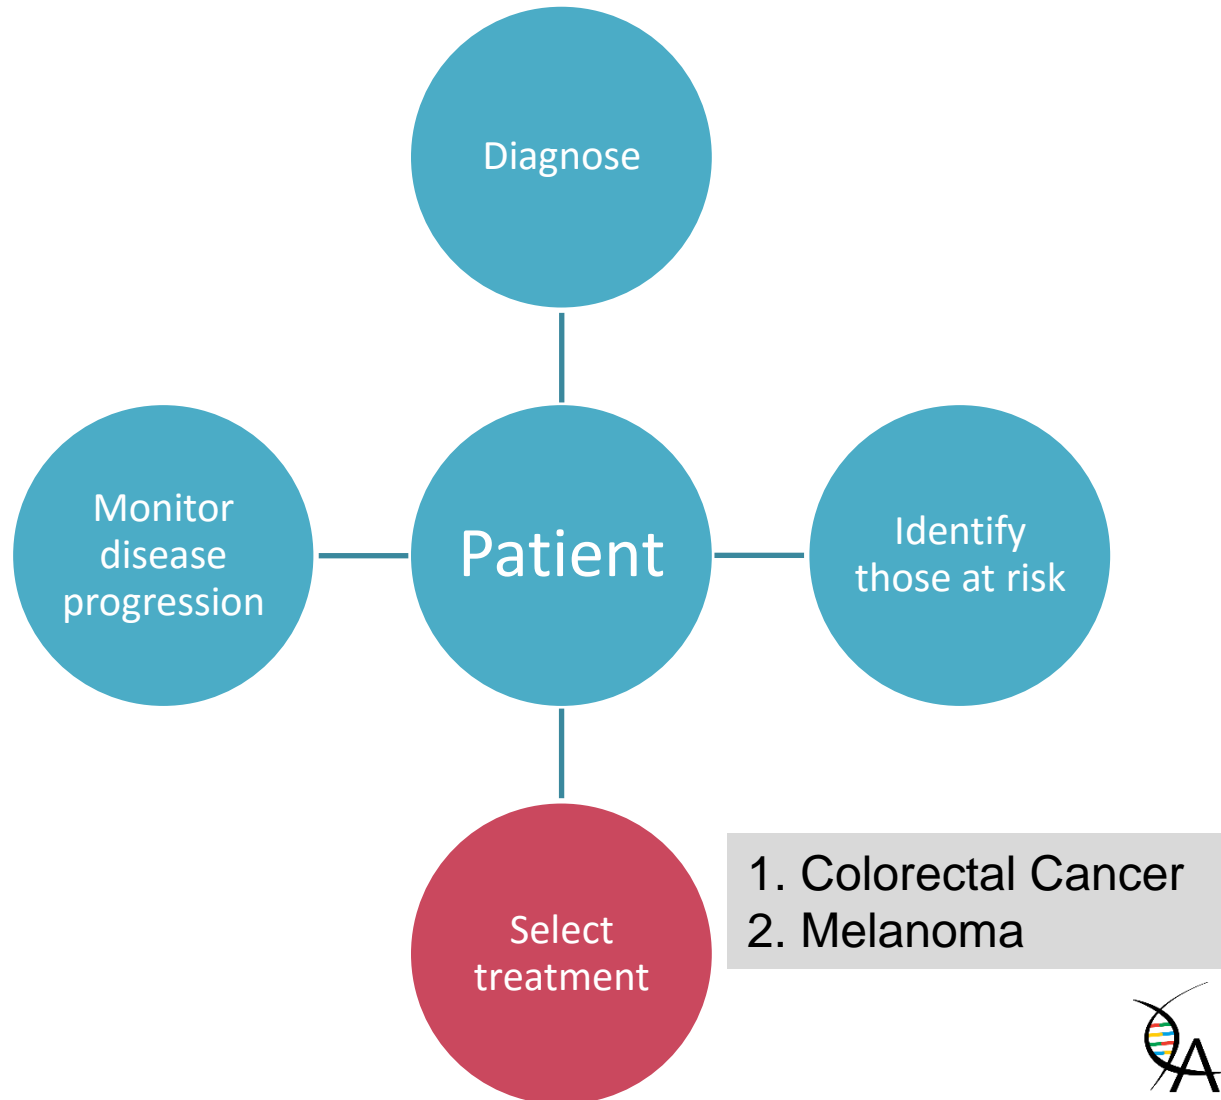 Diagnose
Monitor
disease
progression
Patient
Identify
those at risk
Select
treatment
1. Colorectal Cancer
2. Melanoma
A